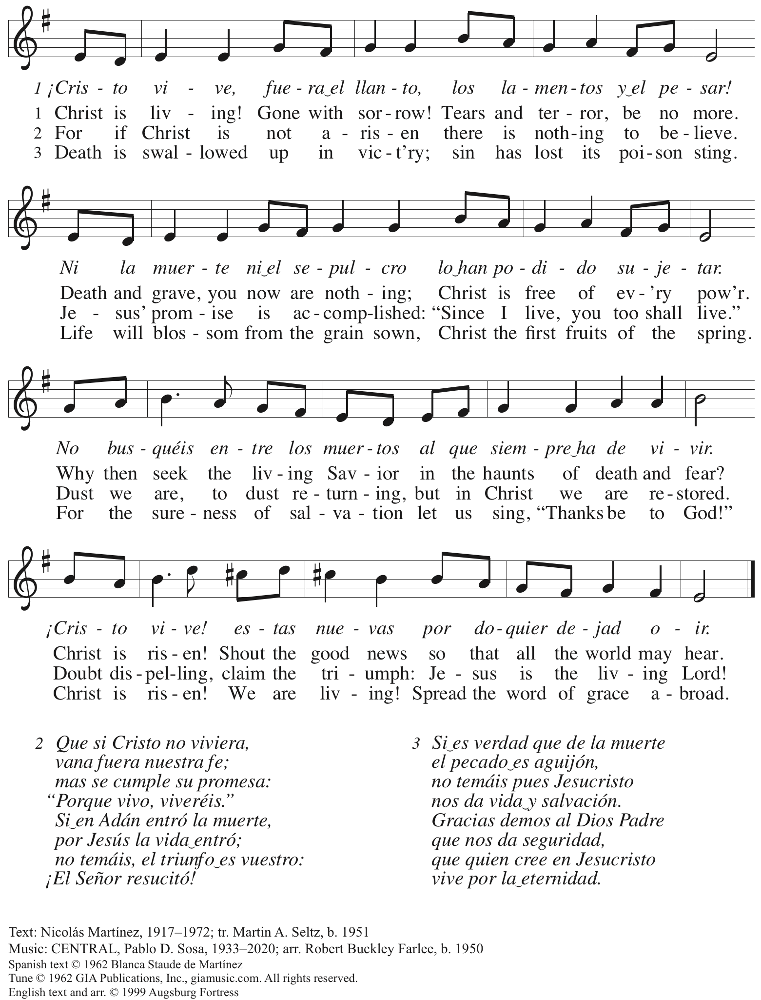 1 ¡Cris - to vi - ve, fue - ra‿el llan - to, los la - men - tos y‿el pe - sar!
1 Christ is liv - ing! Gone with sor - row! Tears and ter - ror, be no more.
2 For if Christ is not a - ris - en there is noth - ing to be - lieve.
3 Death is swal - lowed up in vic - t’ry; sin has lost its poi - son sting.
Ni la muer - te ni‿el se - pul - cro lo‿han po - di - do su - je - tar.
Death and grave, you now are noth - ing; Christ is free of ev - ’ry pow’r.
Je - sus’ prom - ise is ac - comp - lished: “Since I live, you too shall live.”
Life will blos - som from the grain sown, Christ the first fruits of the spring.
No bus - quéis en - tre los muer - tos al que siem - pre‿ha de vi - vir.
Why then seek the liv - ing Sav - ior in the haunts of death and fear?
Dust we are, to dust re - turn - ing, but in Christ we are re - stored.
For the sure - ness of sal - va - tion let us sing, “Thanks be to God!”
¡Cris - to vi - ve! es - tas nue - vas por do - quier de - jad o - ir.
Christ is ris - en! Shout the good news so that all the world may hear.
Doubt dis - pel - ling, claim the tri - umph: Je - sus is the liv - ing Lord!
Christ is ris - en! We are liv - ing! Spread the word of grace a - broad.
2 Que si Cristo no viviera,
vana fuera nuestra fe;
mas se cumple su promesa:
“Porque vivo, viveréis.”
Si‿en Adán entró la muerte,
por Jesús la vida‿entró;
no temáis, el triunfo‿es vuestro:
¡El Señor resucitó!
3 Si‿es verdad que de la muerte
el pecado‿es aguijón,
no temáis pues Jesucristo
nos da vida‿y salvación.
Gracias demos al Dios Padre
que nos da seguridad,
que quien cree en Jesucristo
vive por la‿eternidad.
Text: Nicolás Martínez, 1917–1972; tr. Martin A. Seltz, b. 1951
Music: CENTRAL, Pablo D. Sosa, 1933–2020; arr. Robert Buckley Farlee, b. 1950
Spanish text © 1962 Blanca Staude de Martínez
Tune © 1962 GIA Publications, Inc., giamusic.com. All rights reserved.
English text and arr. © 1999 Augsburg Fortress